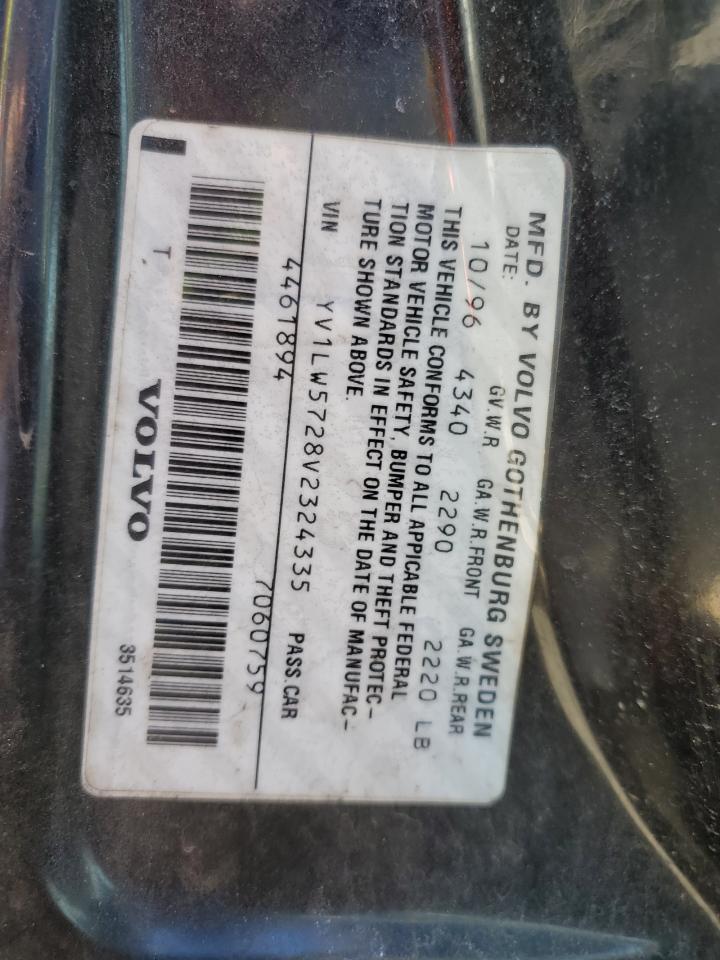 MFD. BY VOLVO GOTHENBURG SWEDEN
DATE: GV.W.R GA.W.R.FRONT GA.W.R.REAR
10/96 4340 2290 2220 LB
THIS VEHICLE CONFORMS TO ALL APPICABLE FEDERAL
MOTOR VEHICLE SAFETY, BUMPER AND THEFT PROTEC-
TION STANDARDS IN EFFECT ON THE DATE OF MANUFAC-
TURE SHOWN ABOVE.
VIN YV1LW5728V2324335 PASS.CAR
4461894 7060759
T VOLVO 3514635